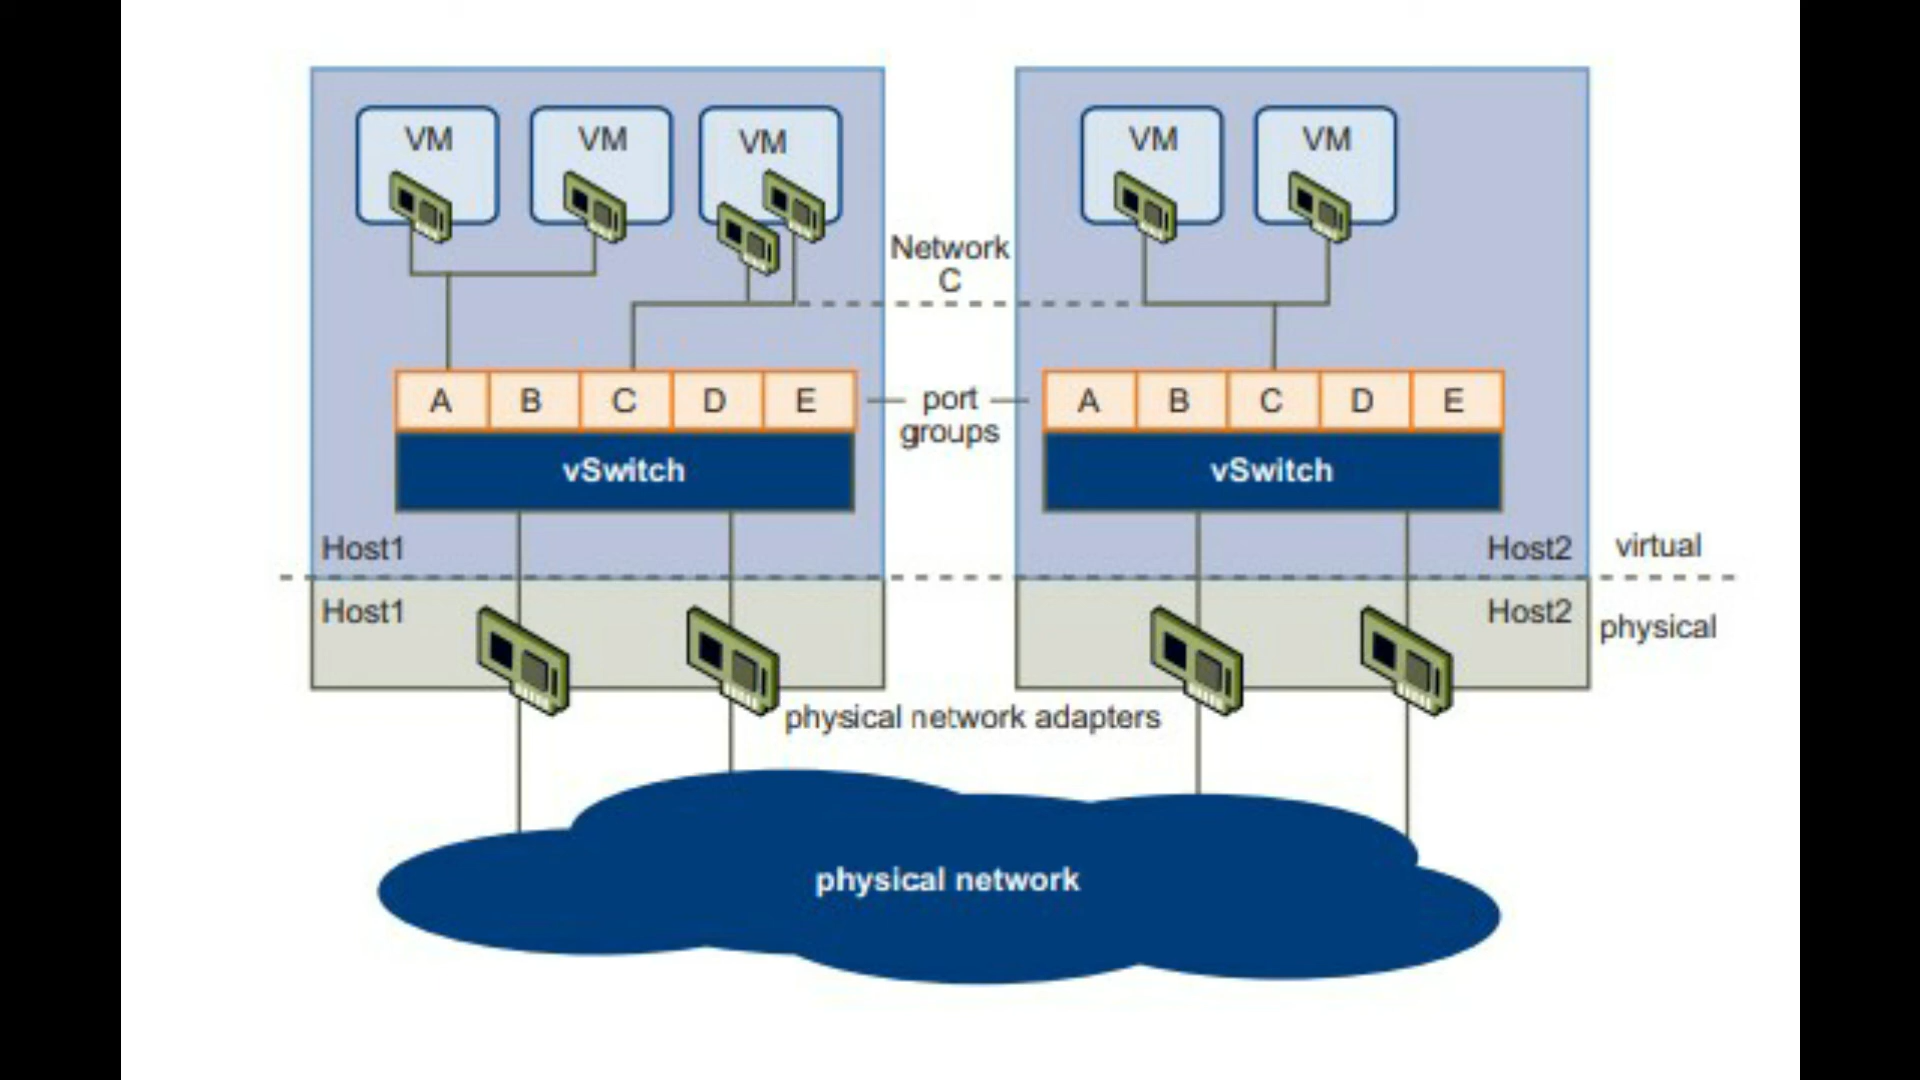 VM
VM
VM
VM
VM
Network
C
A
B
C
D
E
port
groups
A
B
C
D
E
vSwitch
vSwitch
Host1
Host2
virtual
Host1
Host2
physical
physical network adapters
physical network